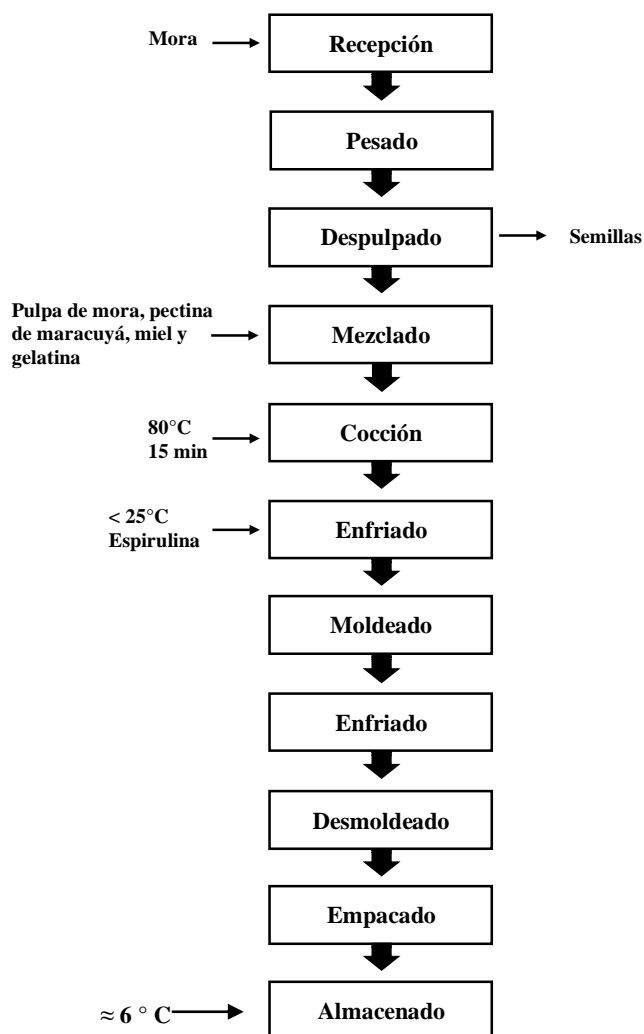 Mora
Recepción
Pesado
Despulpado
Semillas
Pulpa de mora, pectina
de maracuyá, miel y
gelatina
Mezclado
80°C
15 min
Cocción
< 25°C
Espirulina
Enfriado
Moldeado
Enfriado
Desmoldeado
Empacado
≈ 6 ° C
Almacenado